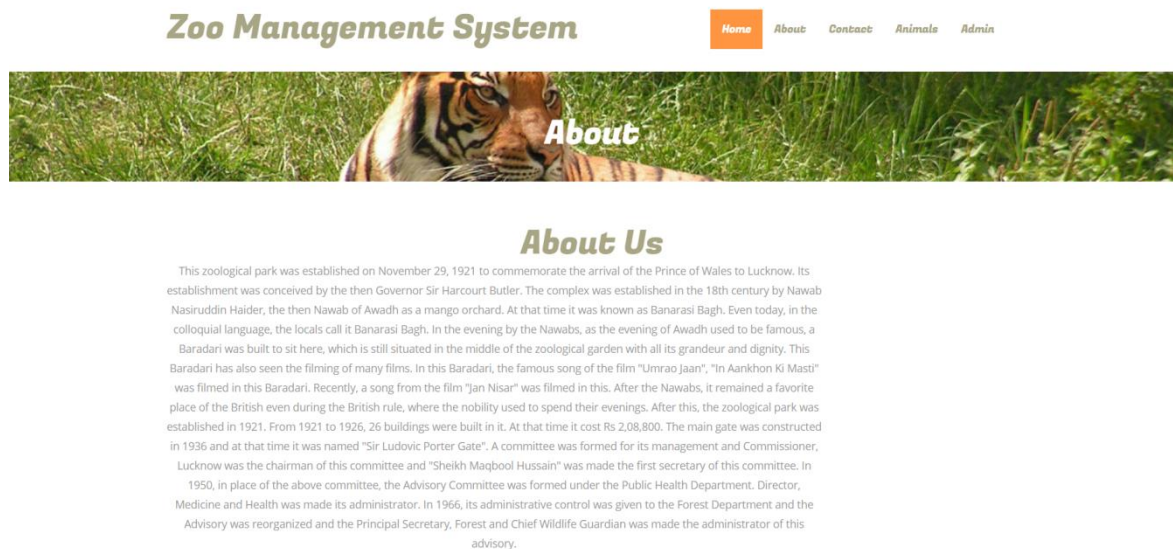 Zoo Management System
Home About Contact Animals Admin
About
About Us
This zoological park was established on November 29, 1921 to commemorate the arrival of the Prince of Wales to Lucknow. Its
establishment was conceived by the then Governor Sir Harcourt Butler. The complex was established in the 18th century by Nawab
Nasiruddin Haider, the then Nawab of Awadh as a mango orchard. At that time it was known as Banarasi Bagh. Even today, in the
colloquial language, the locals call it Banarasi Bagh. In the evening by the Nawabs, as the evening of Awadh used to be famous, a
Baradari was built to sit here, which is still situated in the middle of the zoological garden with all its grandeur and dignity. This
Baradari has also seen the filming of many films. In this Baradari, the famous song of the film "Umrao Jaan", "In Aankhon Ki Masti"
was filmed in this Baradari. Recently, a song from the film "Jan Nisar" was filmed in this. After the Nawabs, it remained a favorite
place of the British even during the British rule, where the nobility used to spend their evenings. After this, the zoological park was
established in 1921. From 1921 to 1926, 26 buildings were built in it. At that time it cost Rs 2,08,800. The main gate was constructed
in 1936 and at that time it was named "Sir Ludovic Porter Gate". A committee was formed for its management and Commissioner,
Lucknow was the chairman of this committee and "Sheikh Maqbool Hussain" was made the first secretary of this committee. In
1950, in place of the above committee, the Advisory Committee was formed under the Public Health Department. Director,
Medicine and Health was made its administrator. In 1966, its administrative control was given to the Forest Department and the
Advisory was reorganized and the Principal Secretary, Forest and Chief Wildlife Guardian was made the administrator of this
advisory.